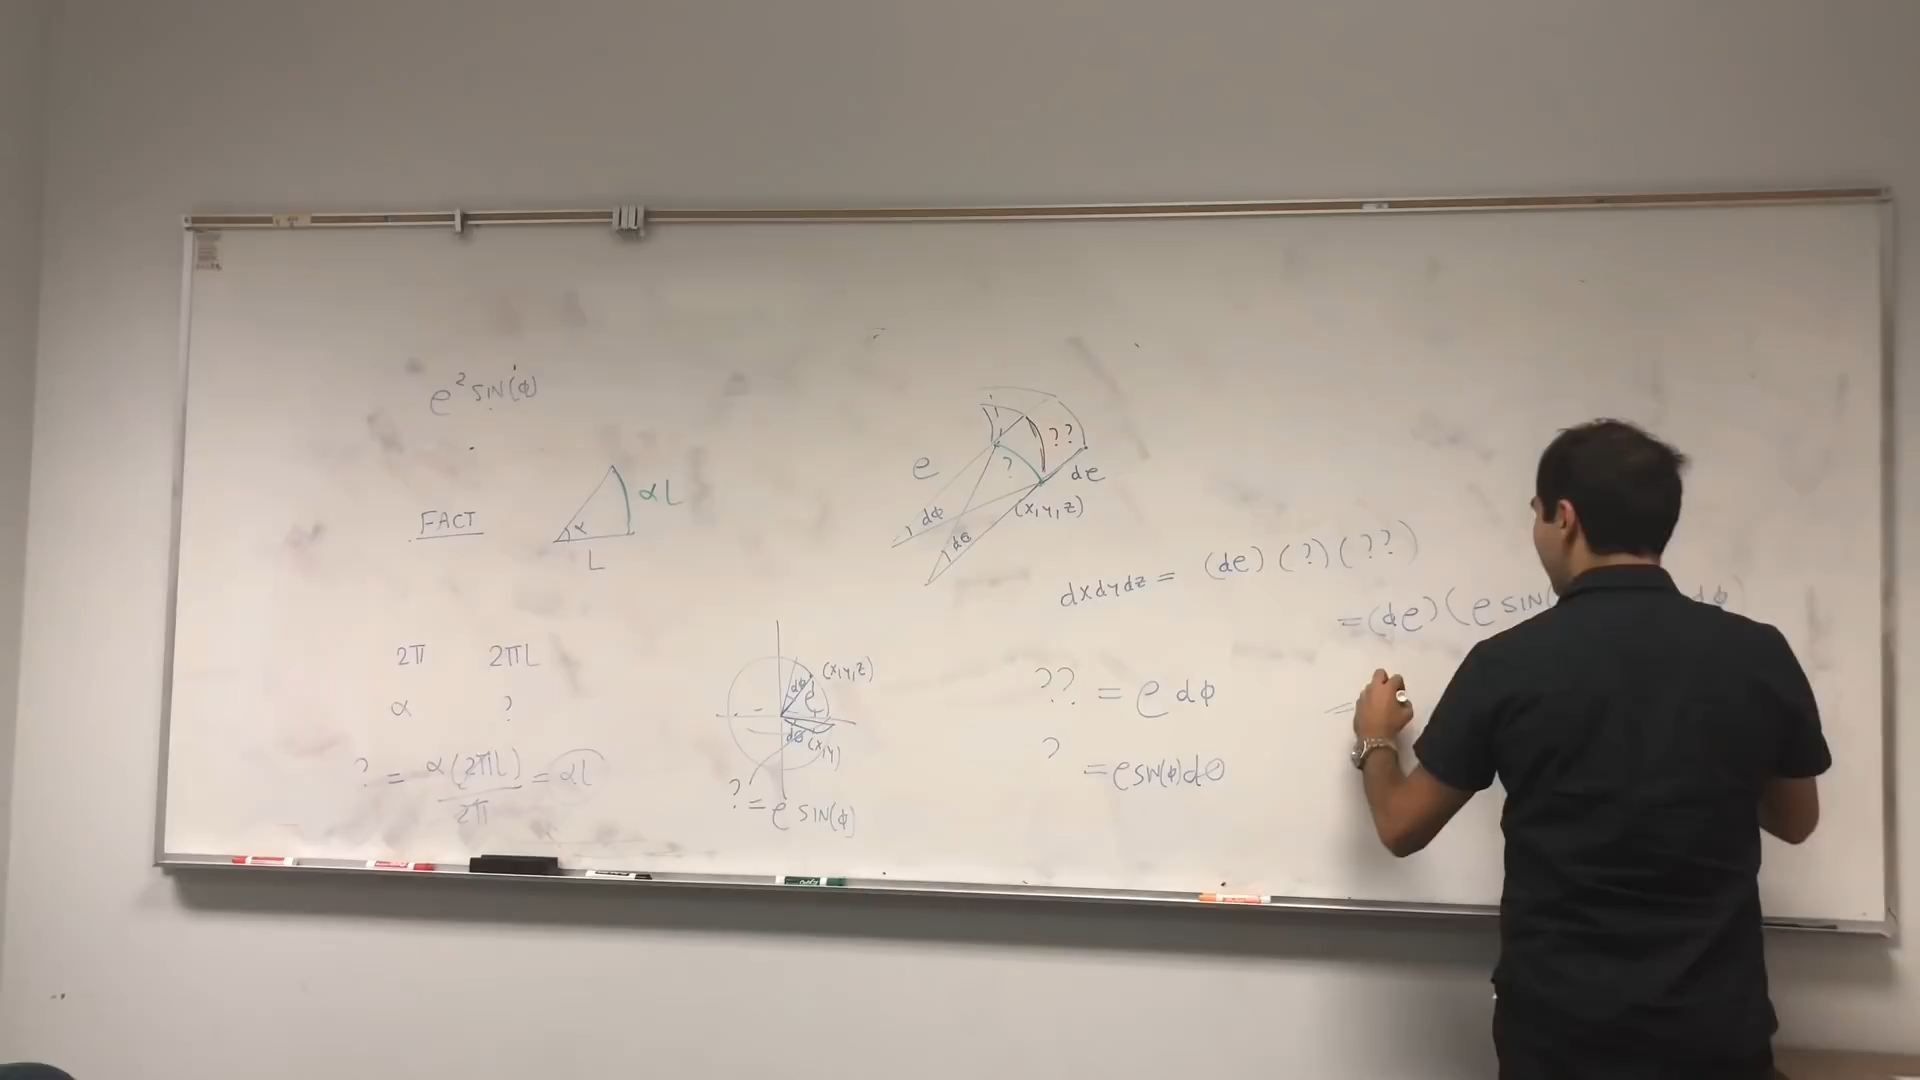 ρ² SIN(φ)
FACT
α
L
αL
2π 2πL
α ?
? = α(2πL)/2π = αL
(x,y,z)
dφ
ρ
dθ
(x,y)
? = ρ SIN(φ)
ρ
? ??
dρ
(x,y,z)
dφ
dθ
dxdydz = (dρ) (?) (??)
= (dρ) (ρ SIN(
dφ)
?? = ρ dφ
? = ρ SIN(φ) dθ
=